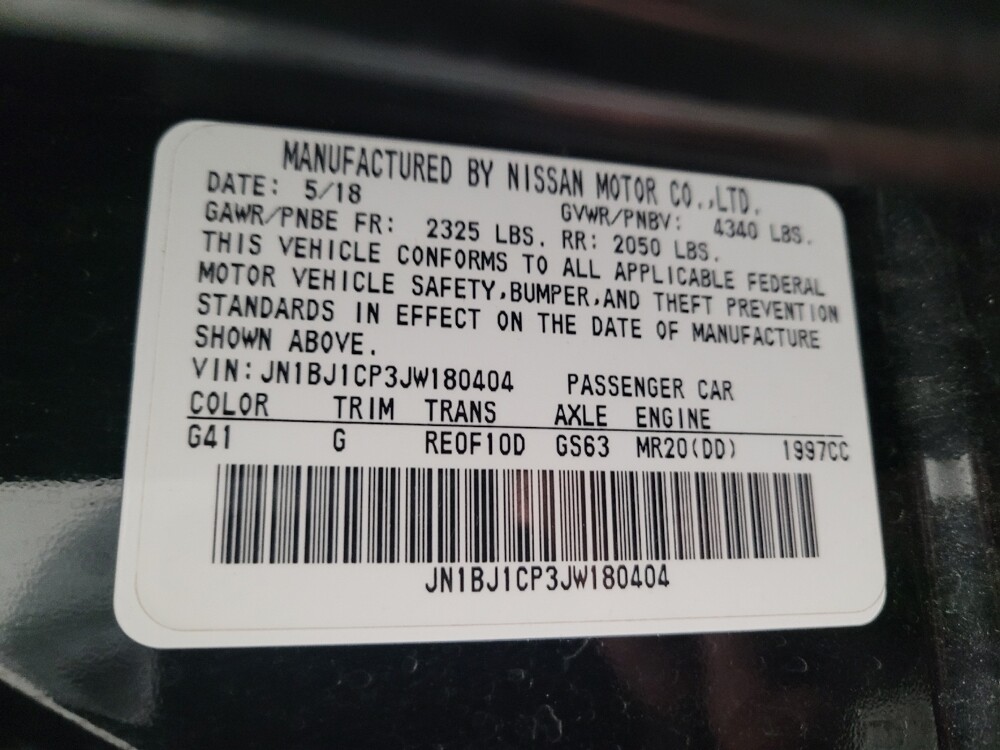 MANUFACTURED BY NISSAN MOTOR CO.,LTD.
DATE: 5/18 GVWR/PNBV: 4340 LBS.
GAWR/PNBE FR: 2325 LBS. RR: 2050 LBS.
THIS VEHICLE CONFORMS TO ALL APPLICABLE FEDERAL
MOTOR VEHICLE SAFETY,BUMPER,AND THEFT PREVENTION
STANDARDS IN EFFECT ON THE DATE OF MANUFACTURE
SHOWN ABOVE.
VIN:JN1BJ1CP3JW180404 PASSENGER CAR
COLOR TRIM TRANS AXLE ENGINE
G41 G RE0F10D GS63 MR20(DD) 1997CC
JN1BJ1CP3JW180404